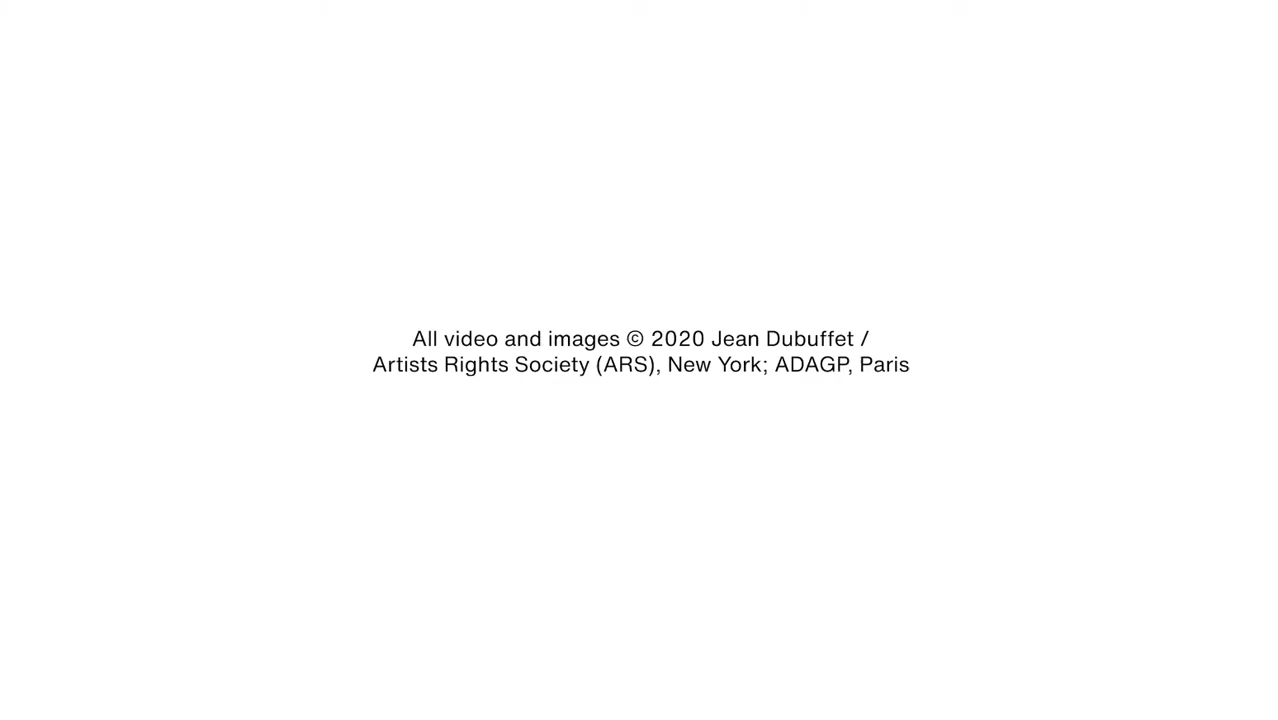 All video and images © 2020 Jean Dubuffet /
Artists Rights Society (ARS), New York; ADAGP, Paris